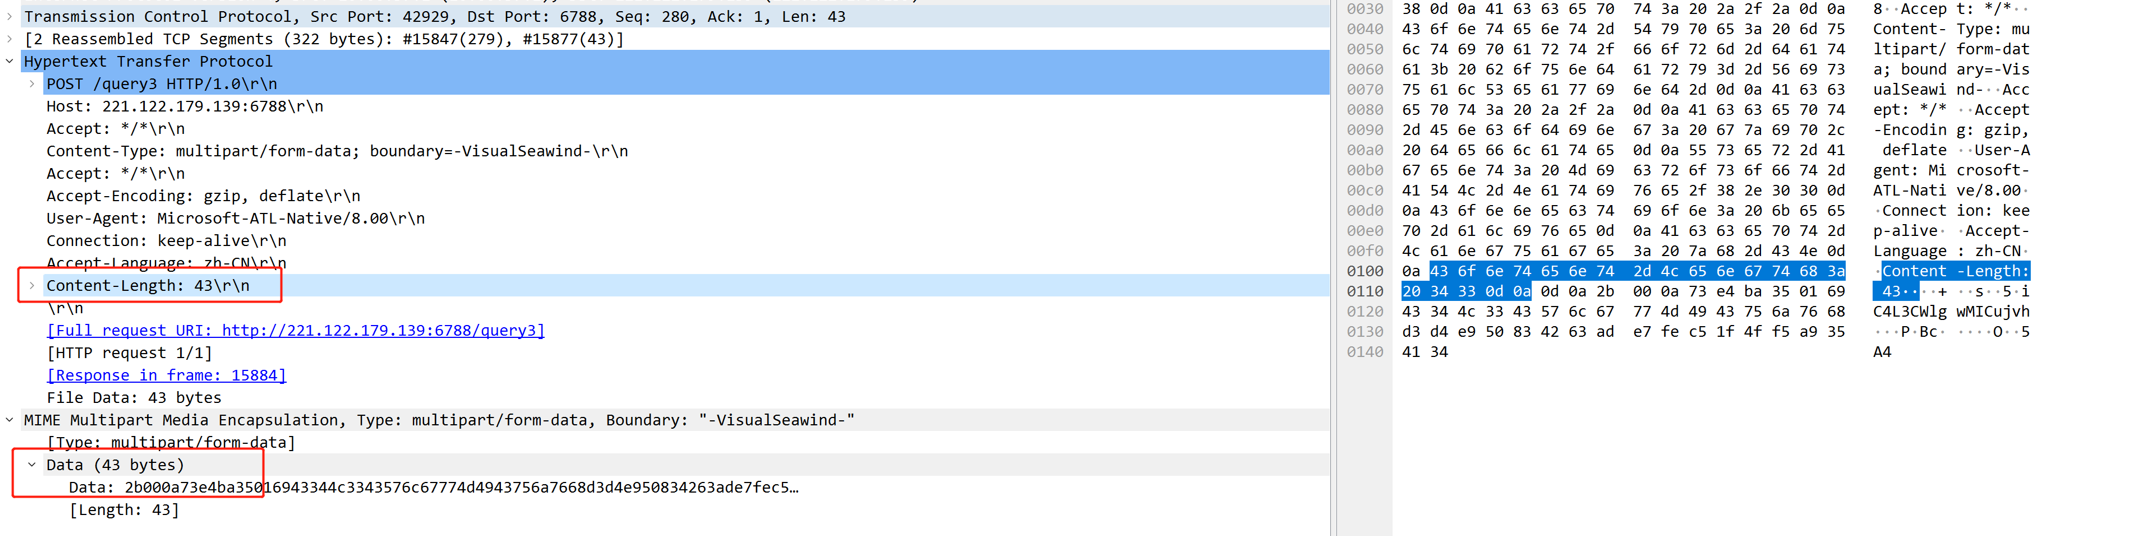 Transmission Control Protocol, Src Port: 42929, Dst Port: 6788, Seq: 280, Ack: 1, Len: 43
[2 Reassembled TCP Segments (322 bytes): #15847(279), #15877(43)]
Hypertext Transfer Protocol
POST /query3 HTTP/1.0\r\n
Host: 221.122.179.139:6788\r\n
Accept: */*\r\n
Content-Type: multipart/form-data; boundary=-VisualSeawind-\r\n
Accept: */*\r\n
Accept-Encoding: gzip, deflate\r\n
User-Agent: Microsoft-ATL-Native/8.00\r\n
Connection: keep-alive\r\n
Accept-Language: zh-CN\r\n
Content-Length: 43\r\n
\r\n
[Full request URI: http://221.122.179.139:6788/query3]
[HTTP request 1/1]
[Response in frame: 15884]
File Data: 43 bytes
MIME Multipart Media Encapsulation, Type: multipart/form-data, Boundary: "-VisualSeawind-"
[Type: multipart/form-data]
Data (43 bytes)
Data: 2b000a73e4ba35016943344c3343576c67774d4943756a7668d3d4e950834263ade7fec5…
[Length: 43]
0030 38 0d 0a 41 63 63 65 70 74 3a 20 2a 2f 2a 0d 0a 8··Accep t: */*··
0040 43 6f 6e 74 65 6e 74 2d 54 79 70 65 3a 20 6d 75 Content- Type: mu
0050 6c 74 69 70 61 72 74 2f 66 6f 72 6d 2d 64 61 74 ltipart/ form-dat
0060 61 3b 20 62 6f 75 6e 64 61 72 79 3d 2d 56 69 73 a; bound ary=-Vis
0070 75 61 6c 53 65 61 77 69 6e 64 2d 0d 0a 41 63 63 ualSeawi nd-··Acc
0080 65 70 74 3a 20 2a 2f 2a 0d 0a 41 63 63 65 70 74 ept: */* ··Accept
0090 2d 45 6e 63 6f 64 69 6e 67 3a 20 67 7a 69 70 2c -Encodin g: gzip,
00a0 20 64 65 66 6c 61 74 65 0d 0a 55 73 65 72 2d 41 deflate ··User-A
00b0 67 65 6e 74 3a 20 4d 69 63 72 6f 73 6f 66 74 2d gent: Mi crosoft-
00c0 41 54 4c 2d 4e 61 74 69 76 65 2f 38 2e 30 30 0d ATL-Nati ve/8.00·
00d0 0a 43 6f 6e 6e 65 63 74 69 6f 6e 3a 20 6b 65 65 ·Connect ion: kee
00e0 70 2d 61 6c 69 76 65 0d 0a 41 63 63 65 70 74 2d p-alive· ·Accept-
00f0 4c 61 6e 67 75 61 67 65 3a 20 7a 68 2d 43 4e 0d Language : zh-CN·
0100 0a 43 6f 6e 74 65 6e 74 2d 4c 65 6e 67 74 68 3a ·Content -Length:
0110 20 34 33 0d 0a 0d 0a 2b 00 0a 73 e4 ba 35 01 69 43····+ ··s··5·i
0120 43 34 4c 33 43 57 6c 67 77 4d 49 43 75 6a 76 68 C4L3CWlg wMICujvh
0130 d3 d4 e9 50 83 42 63 ad e7 fe c5 1f 4f f5 a9 35 ···P·Bc· ····O··5
0140 41 34 A4